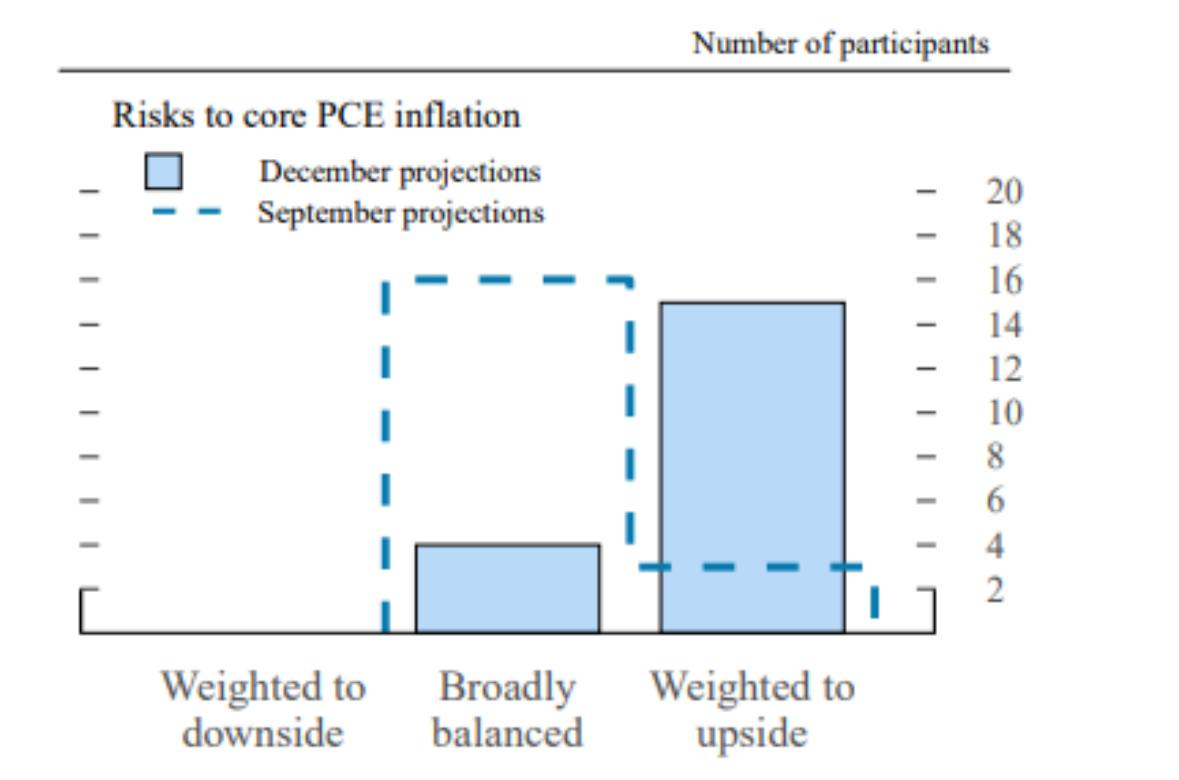 Number of participants
Risks to core PCE inflation
December projections
September projections
20
18
16
14
12
10
8
6
4
2
Weighted to
downside
Broadly
balanced
Weighted to
upside